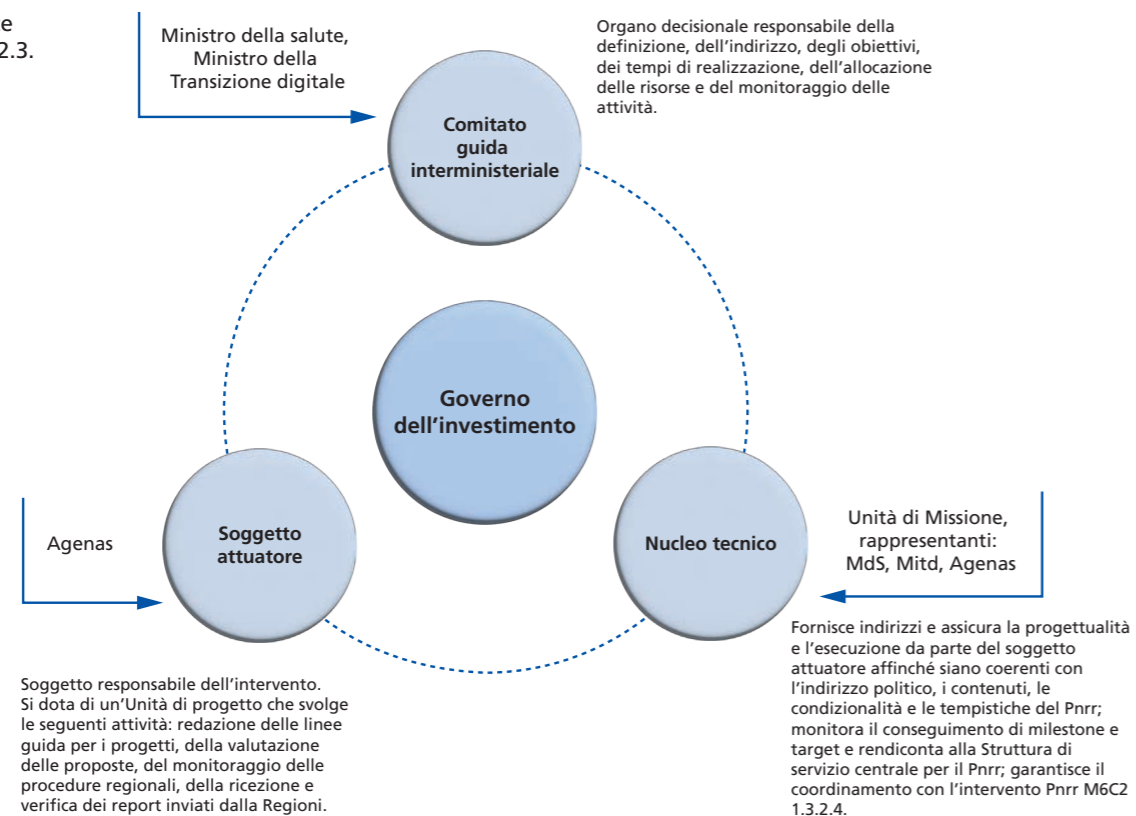 te
2.3.
Ministro della salute,
Ministro della
Transizione digitale
Organo decisionale responsabile della
definizione, dell'indirizzo, degli obiettivi,
dei tempi di realizzazione, dell'allocazione
delle risorse e del monitoraggio delle
attività.
Comitato
guida
interministeriale
Governo
dell'investimento
Agenas
Soggetto
attuatore
Nucleo tecnico
Unità di Missione,
rappresentanti:
MdS, Mitd, Agenas
Soggetto responsabile dell'intervento.
Si dota di un'Unità di progetto che svolge
le seguenti attività: redazione delle linee
guida per i progetti, della valutazione
delle proposte, del monitoraggio delle
procedure regionali, della ricezione e
verifica dei report inviati dalla Regioni.
Fornisce indirizzi e assicura la progettualità
e l'esecuzione da parte del soggetto
attuatore affinché siano coerenti con
l'indirizzo politico, i contenuti, le
condizionalità e le tempistiche del Pnrr;
monitora il conseguimento di milestone e
target e rendiconta alla Struttura di
servizio centrale per il Pnrr; garantisce il
coordinamento con l'intervento Pnrr M6C2
1.3.2.4.